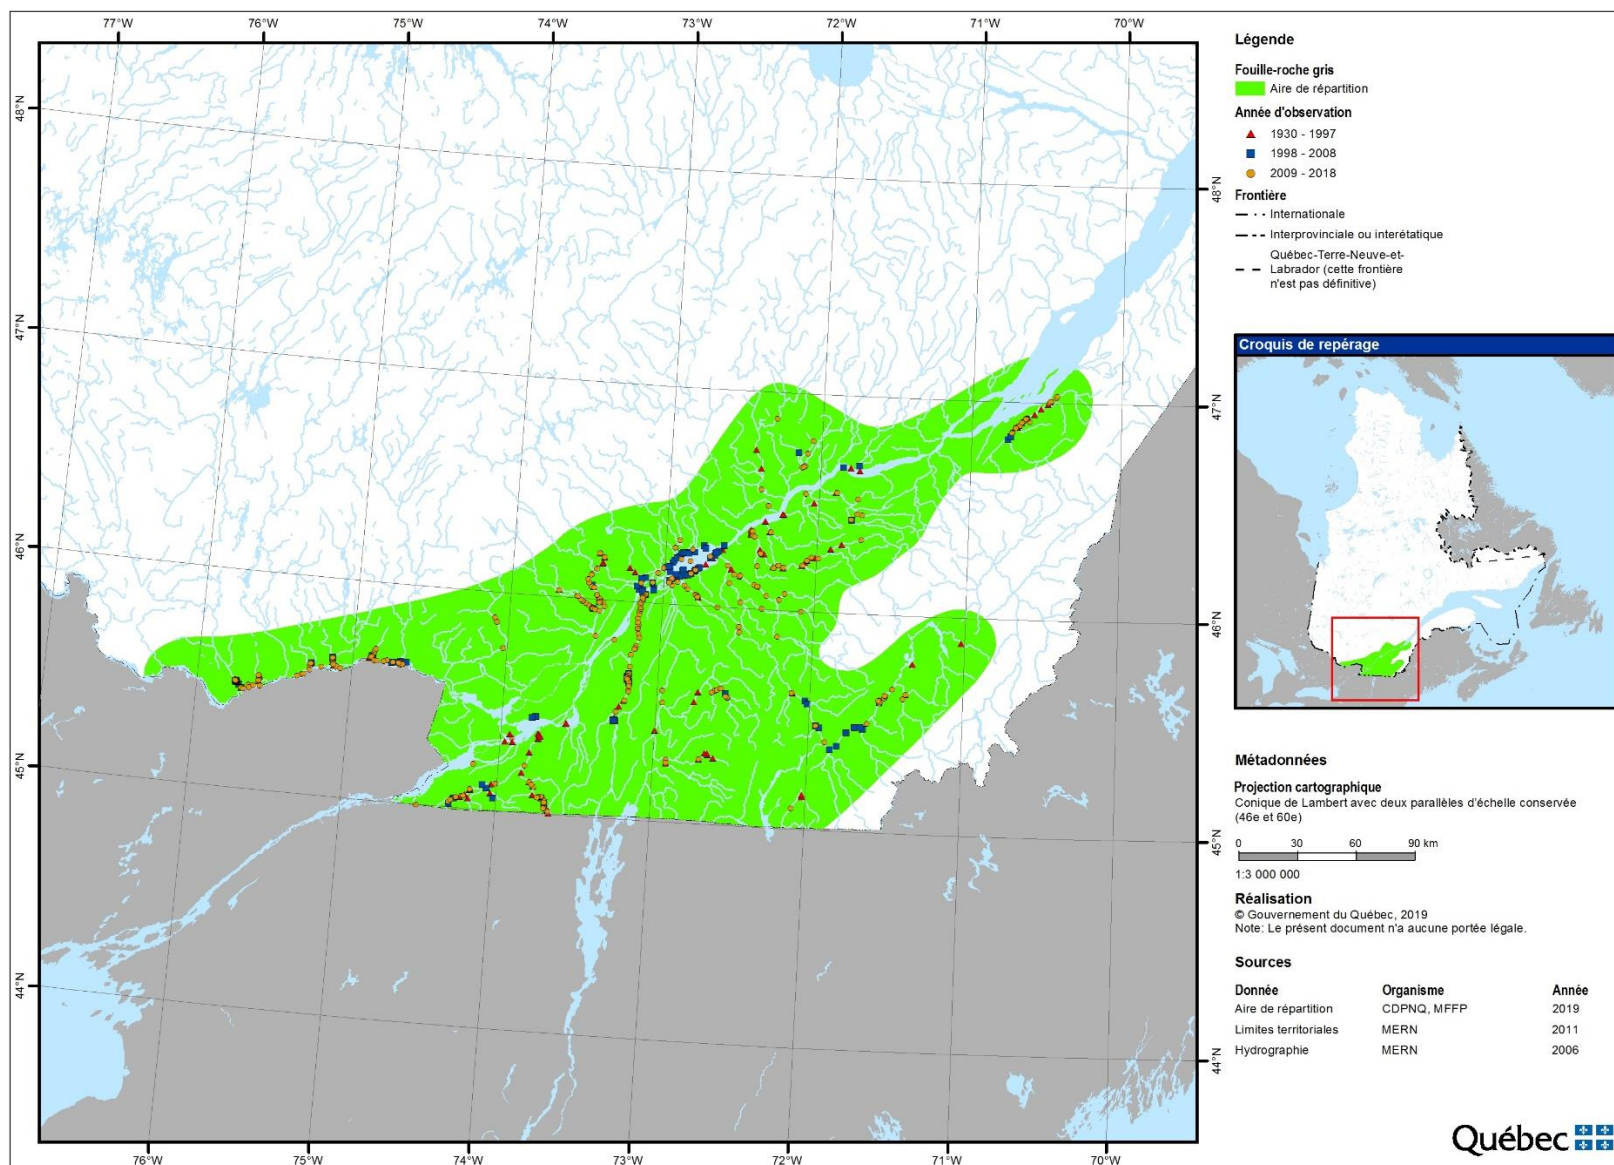 77°W 76°W 75°W 74°W 73°W 72°W 71°W 70°W
48°N
47°N
46°N
45°N
44°N
48°N
47°N
46°N
45°N
44°N
76°W 75°W 74°W 73°W 72°W 71°W 70°W
Légende
Fouille-roche gris
Aire de répartition
Année d'observation
1930 - 1997
1998 - 2008
2009 - 2018
Frontière
Internationale
Interprovinciale ou interétatique
Québec-Terre-Neuve-et-
Labrador (cette frontière
n'est pas définitive)
Croquis de repérage
Métadonnées
Projection cartographique
Conique de Lambert avec deux parallèles d'échelle conservée
(46e et 60e)
0 30 60 90 km
1:3 000 000
Réalisation
© Gouvernement du Québec, 2019
Note: Le présent document n'a aucune portée légale.
Sources
Donnée Organisme Année
Aire de répartition CDPNQ, MFFP 2019
Limites territoriales MERN 2011
Hydrographie MERN 2006
Québec